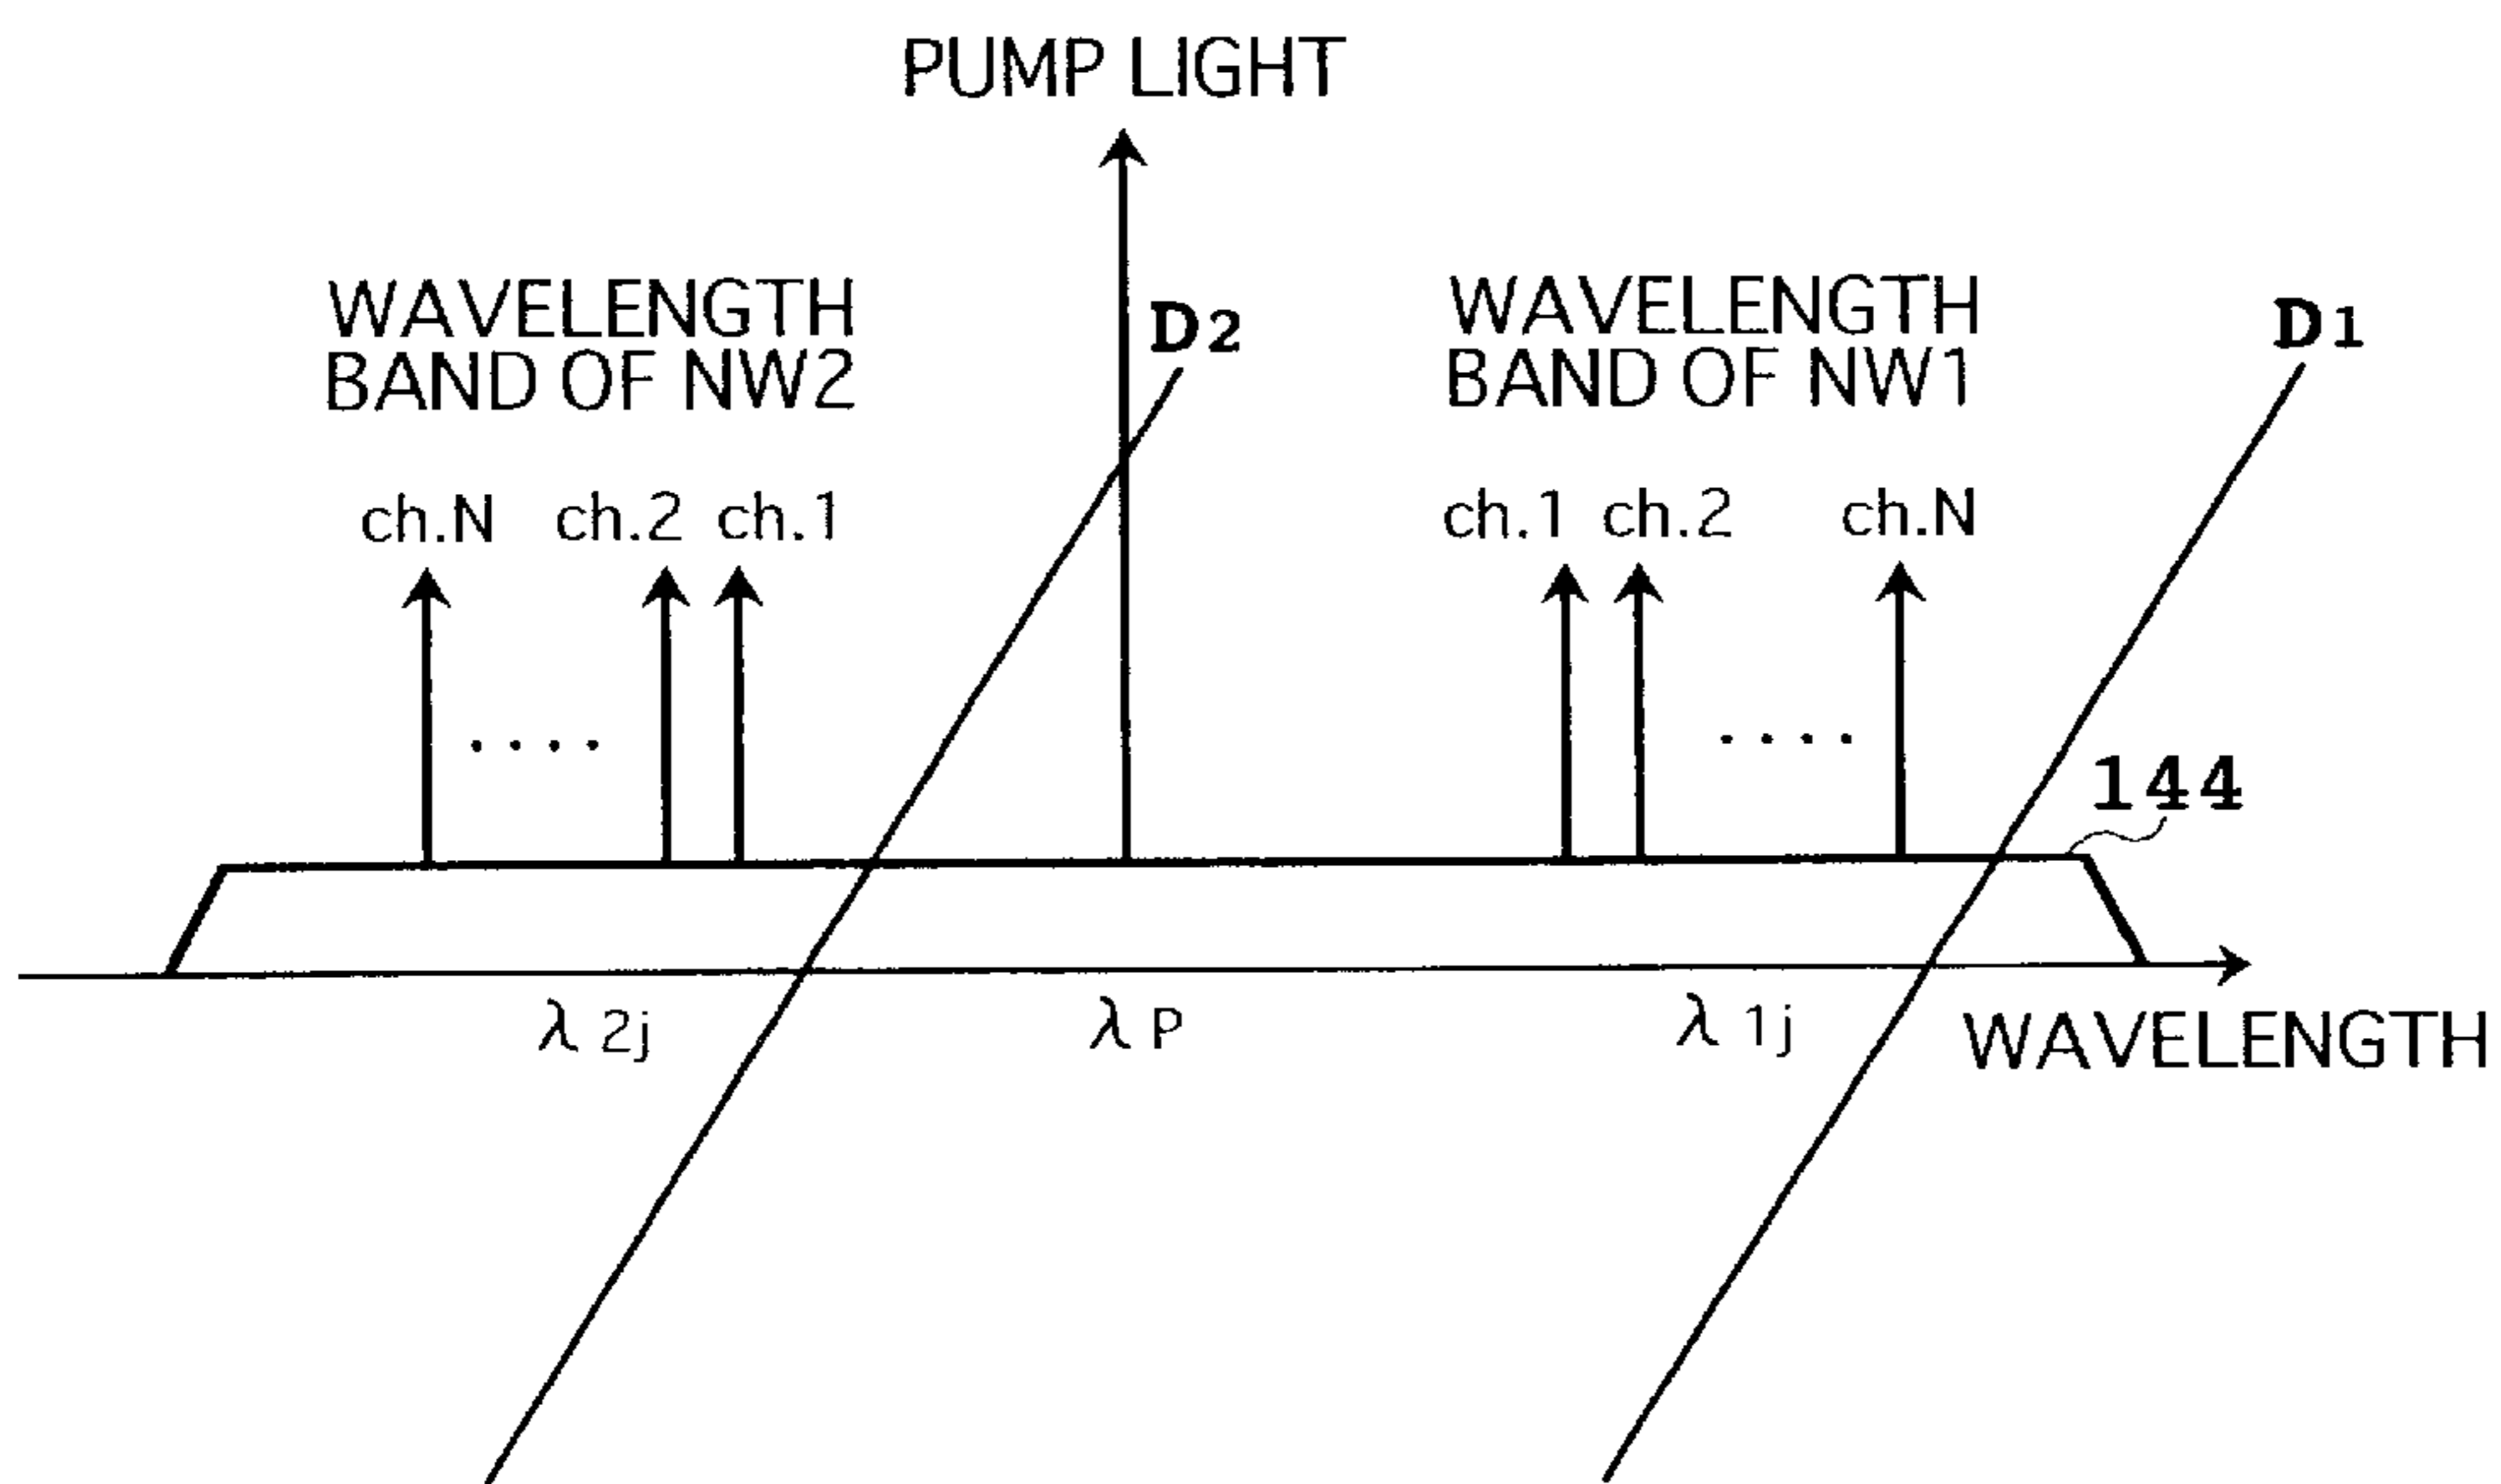 PUMP LIGHT
WAVELENGTH
BAND OF NW2
D2
WAVELENGTH
BAND OF NW1
D1
ch.N ch.2 ch.1
ch.1 ch.2 ch.N
144
λ 2j
λ P
λ 1j
WAVELENGTH